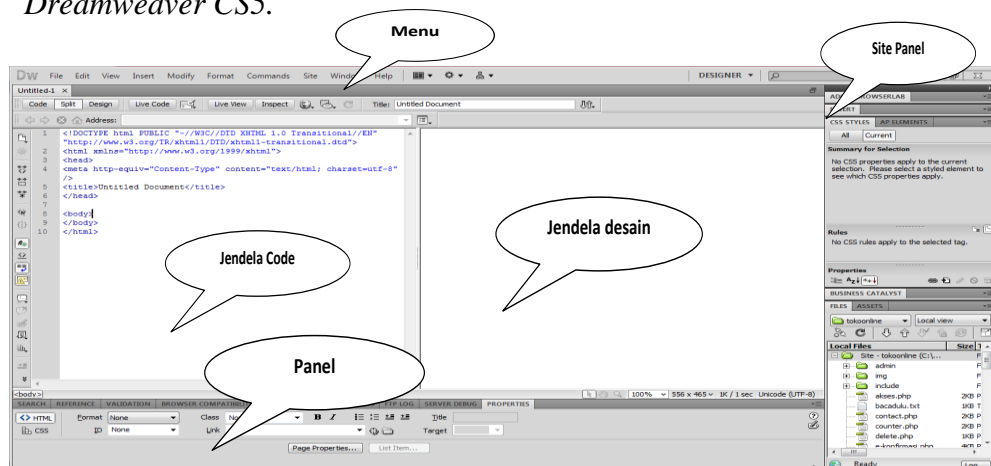 Dreamweaver CS5.
Menu
Site Panel
DW File Edit View Insert Modify Format Commands Site Window Help DESIGNER
Untitled-1 ×
Code Split Design Live Code Live View Inspect Title: Untitled Document
Address:
1 <!DOCTYPE html PUBLIC "-//W3C//DTD XHTML 1.0 Transitional//EN"
"http://www.w3.org/TR/xhtml1/DTD/xhtml1-transitional.dtd">
2 <html xmlns="http://www.w3.org/1999/xhtml">
3 <head>
4 <meta http-equiv="Content-Type" content="text/html; charset=utf-8"
/>
5 <title>Untitled Document</title>
6 </head>
7
8 <body>
9 </body>
10 </html>
Jendela Code
Jendela desain
Panel
<body>
100% 556 x 465 1K / 1 sec Unicode (UTF-8)
SEARCH REFERENCE VALIDATION BROWSER FTP LOG SERVER DEBUG PROPERTIES
<> HTML Format None Class B I Title
CSS ID None Link Target
Page Properties... List Item...
BROWSERLAB
CSS STYLES AP ELEMENTS
All Current
Summary for Selection
No CSS properties apply to the current
selection. Please select a styled element to
see which CSS properties apply.
Rules
No CSS rules apply to the selected tag.
Properties
BUSINESS CATALYST
FILES ASSETS
tokoonline Local view
Local Files Size
Site - tokoonline (C:\...
admin
img
include
akses.php 2KB P
bacadulu.txt 1KB T
contact.php 2KB P
counter.php 2KB P
delete.php 1KB P
e-konfirmasi.php 4KB P
Ready Log...